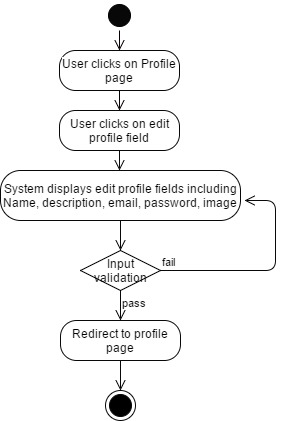 User clicks on Profile
page
User clicks on edit
profile field
System displays edit profile fields including
Name, description, email, password, image
Input
validation
fail
pass
Redirect to profile
page